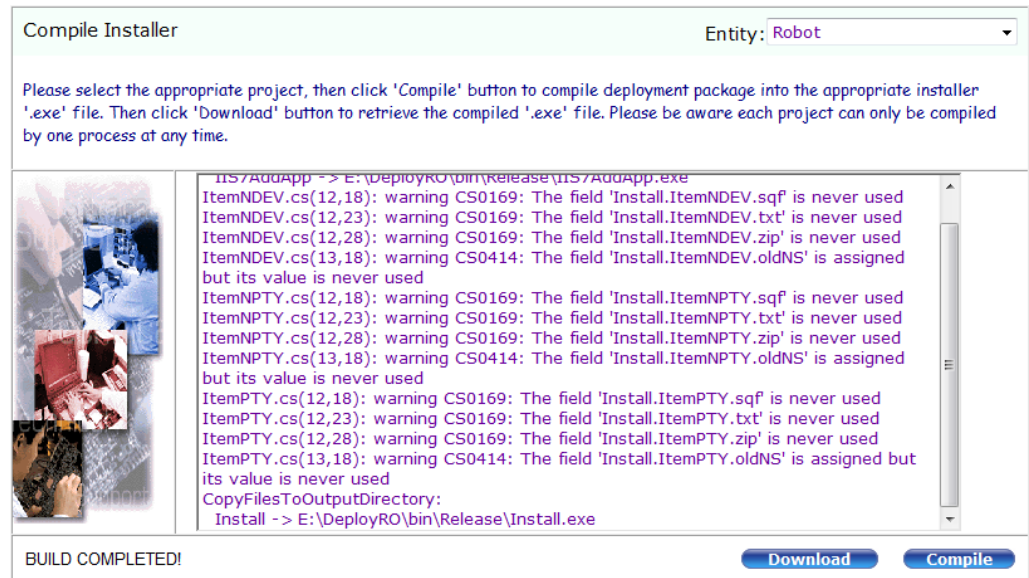 Compile Installer
Entity: Robot
Please select the appropriate project, then click 'Compile' button to compile deployment package into the appropriate installer
'.exe' file. Then click 'Download' button to retrieve the compiled '.exe' file. Please be aware each project can only be compiled
by one process at any time.
IIS7AddApp -> E:\DeployRO\bin\Release\IIS7AddApp.exe
ItemNDEV.cs(12,18): warning CS0169: The field 'Install.ItemNDEV.sqf' is never used
ItemNDEV.cs(12,23): warning CS0169: The field 'Install.ItemNDEV.txt' is never used
ItemNDEV.cs(12,28): warning CS0169: The field 'Install.ItemNDEV.zip' is never used
ItemNDEV.cs(13,18): warning CS0414: The field 'Install.ItemNDEV.oldNS' is assigned
but its value is never used
ItemNPTY.cs(12,18): warning CS0169: The field 'Install.ItemNPTY.sqf' is never used
ItemNPTY.cs(12,23): warning CS0169: The field 'Install.ItemNPTY.txt' is never used
ItemNPTY.cs(12,28): warning CS0169: The field 'Install.ItemNPTY.zip' is never used
ItemNPTY.cs(13,18): warning CS0414: The field 'Install.ItemNPTY.oldNS' is assigned
but its value is never used
ItemPTY.cs(12,18): warning CS0169: The field 'Install.ItemPTY.sqf' is never used
ItemPTY.cs(12,23): warning CS0169: The field 'Install.ItemPTY.txt' is never used
ItemPTY.cs(12,28): warning CS0169: The field 'Install.ItemPTY.zip' is never used
ItemPTY.cs(13,18): warning CS0414: The field 'Install.ItemPTY.oldNS' is assigned but
its value is never used
CopyFilesToOutputDirectory:
Install -> E:\DeployRO\bin\Release\Install.exe
BUILD COMPLETED!
Download
Compile